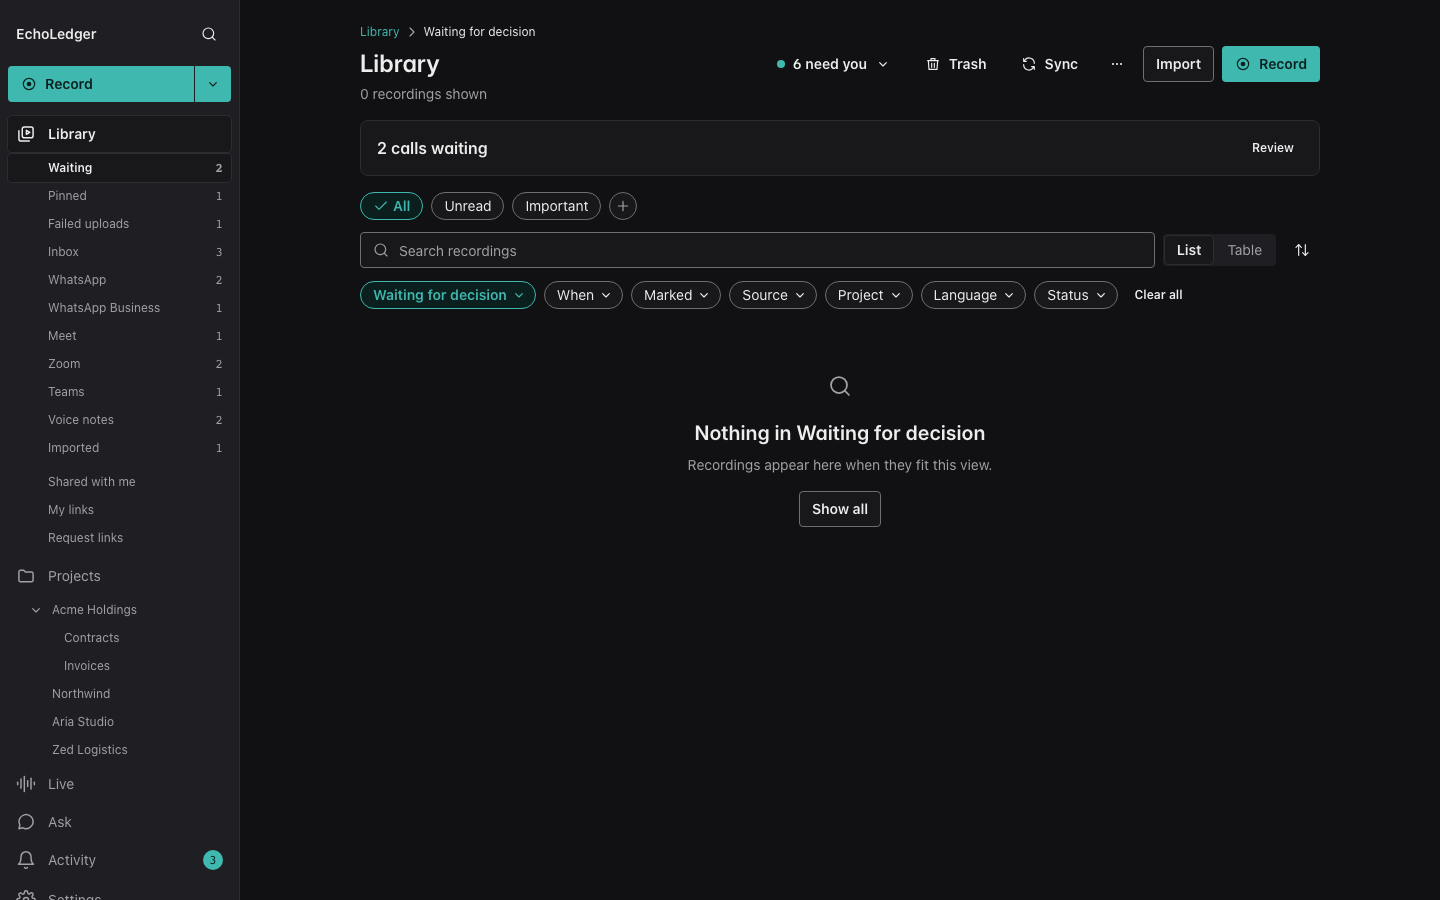 EchoLedger
Record
Library
Waiting 2
Pinned 1
Failed uploads 1
Inbox 3
WhatsApp 2
WhatsApp Business 1
Meet 1
Zoom 2
Teams 1
Voice notes 2
Imported 1
Shared with me
My links
Request links
Projects
Acme Holdings
Contracts
Invoices
Northwind
Aria Studio
Zed Logistics
Live
Ask
Activity 3
Settings
Library > Waiting for decision
Library
6 need you
Trash
Sync
...
Import
Record
0 recordings shown
2 calls waiting
Review
All
Unread
Important
+
Search recordings
List
Table
Waiting for decision
When
Marked
Source
Project
Language
Status
Clear all
Nothing in Waiting for decision
Recordings appear here when they fit this view.
Show all